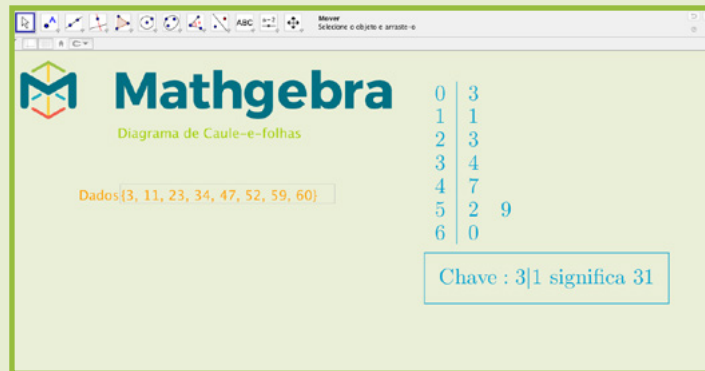 ABC
a=2
Mover
Selecione o objeto e arraste-o
Mathgebra
Diagrama de Caule-e-folhas
Dados {3, 11, 23, 34, 47, 52, 59, 60}
0 | 3
1 | 1
2 | 3
3 | 4
4 | 7
5 | 2 9
6 | 0
Chave : 3|1 significa 31